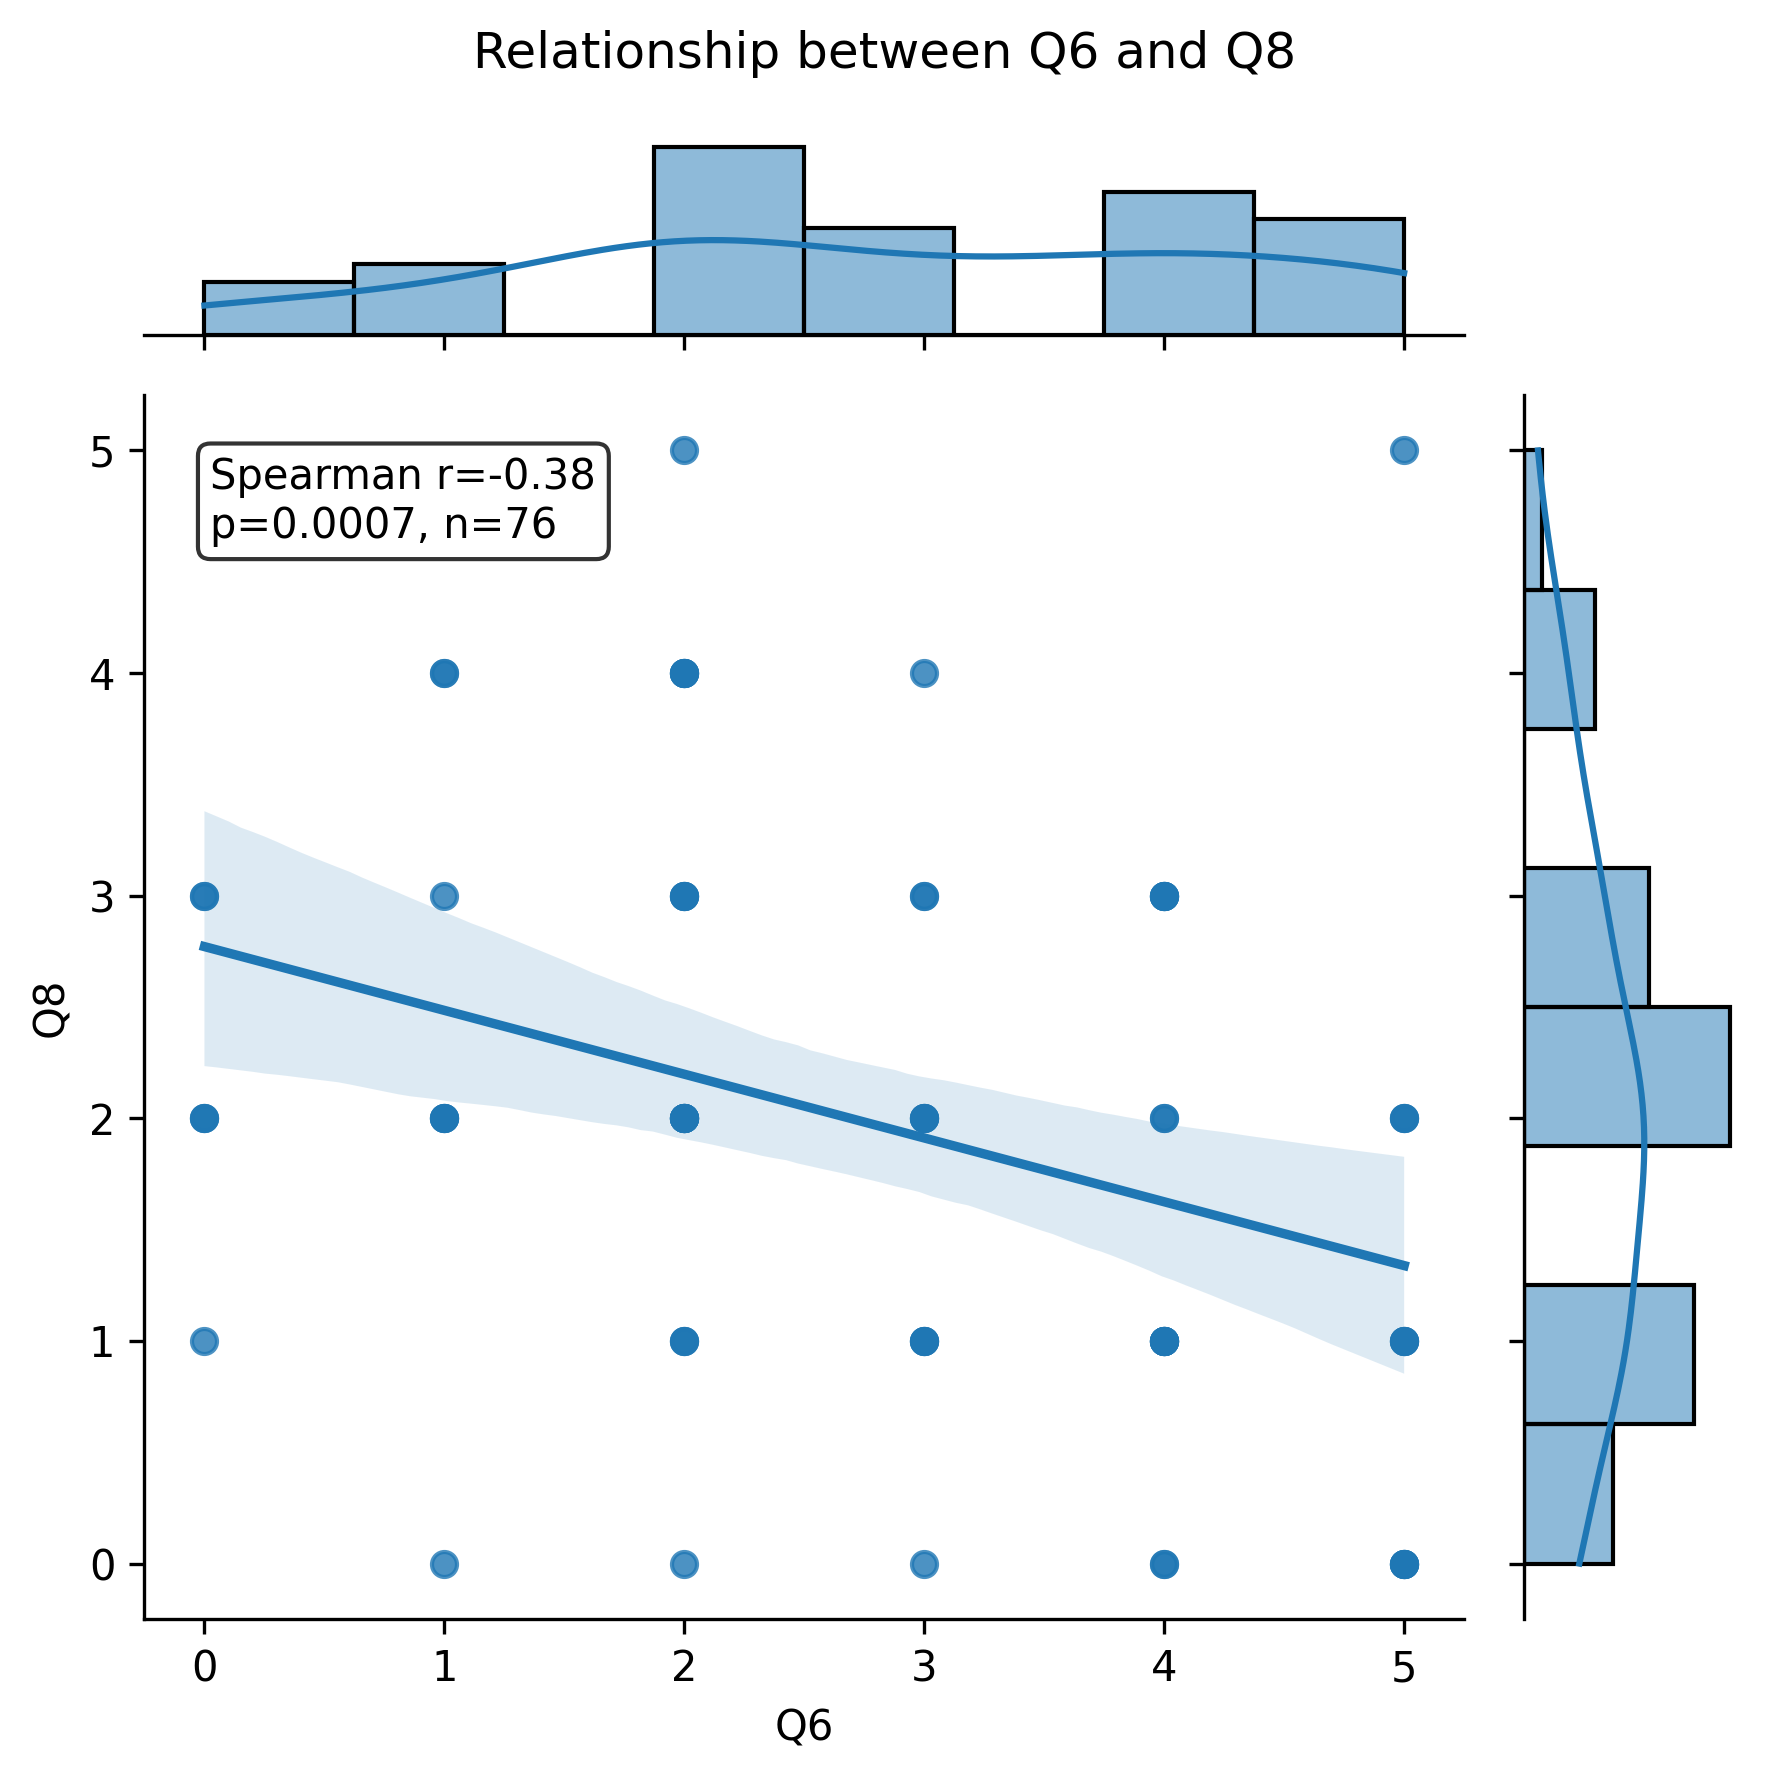 Relationship between Q6 and Q8
Spearman r=-0.38
p=0.0007, n=76
5
4
3
2
1
0
Q8
0 1 2 3 4 5
Q6